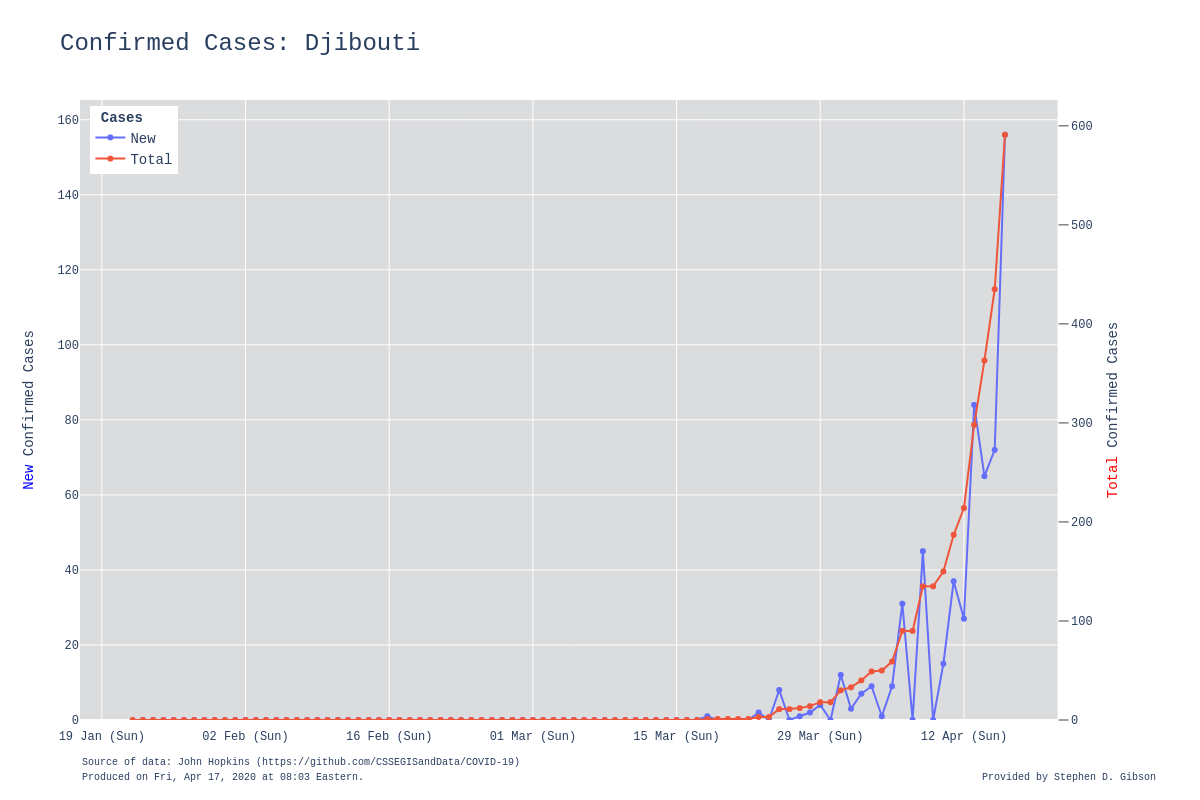 Confirmed Cases: Djibouti
Cases
New
Total
160
140
120
100
80
60
40
20
0
New Confirmed Cases
600
500
400
300
200
100
0
Total Confirmed Cases
19 Jan (Sun)
02 Feb (Sun)
16 Feb (Sun)
01 Mar (Sun)
15 Mar (Sun)
29 Mar (Sun)
12 Apr (Sun)
Source of data: John Hopkins (https://github.com/CSSEGISandData/COVID-19)
Produced on Fri, Apr 17, 2020 at 08:03 Eastern.
Provided by Stephen D. Gibson